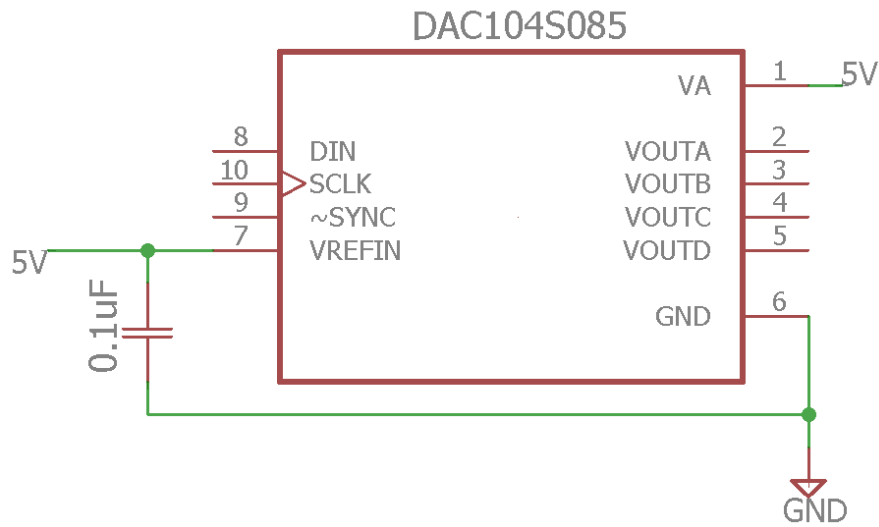 DAC104S085
VA
1
5V
8
DIN
VOUTA
2
10
SCLK
VOUTB
3
9
~SYNC
VOUTC
4
5V
7
VREFIN
VOUTD
5
0.1uF
GND
6
GND